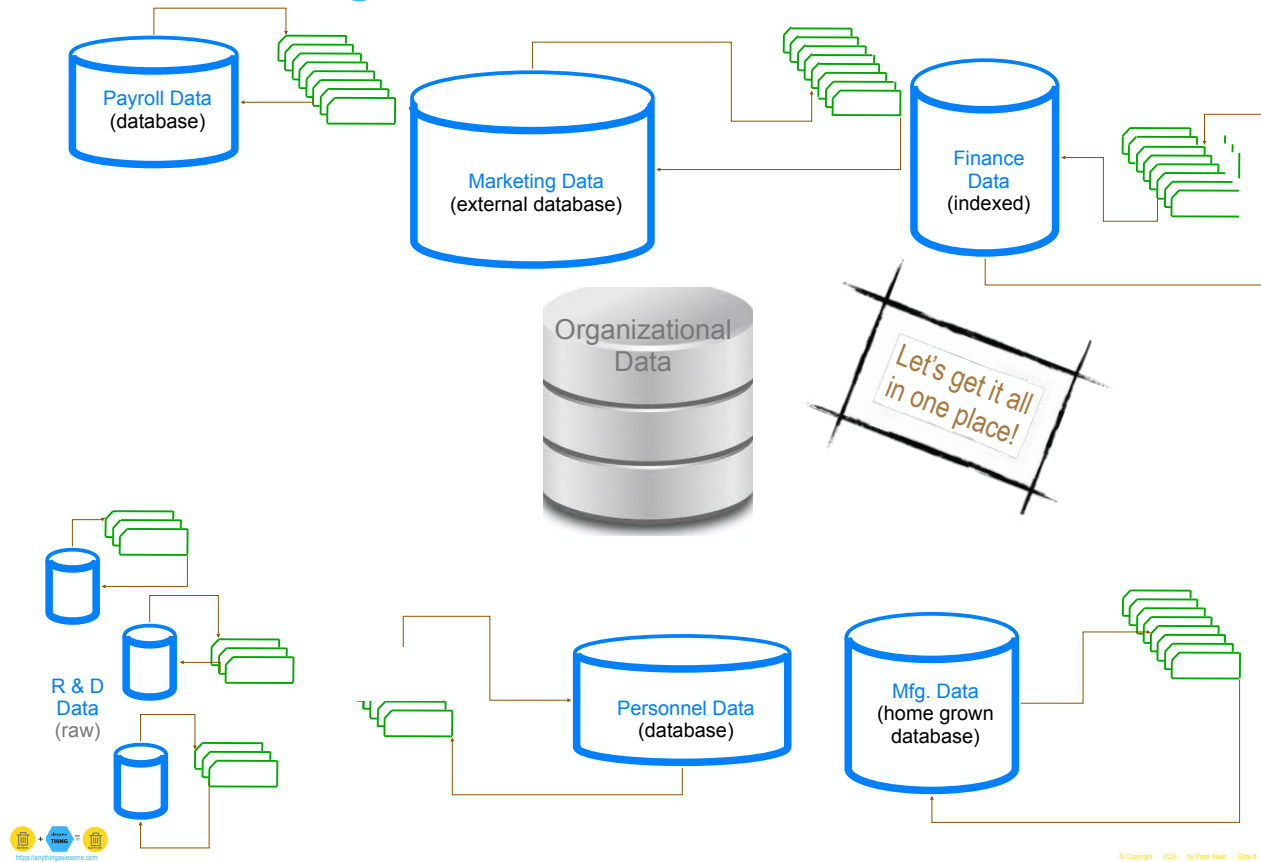 Payroll Data
(database)
Marketing Data
(external database)
Finance
Data
(indexed)
Organizational
Data
Let's get it all
in one place!
R & D
Data
(raw)
Personnel Data
(database)
Mfg. Data
(home grown
database)
+ THING =
https://anythingawesome.com
© Copyright 2024 by Peter Aiken Slide #